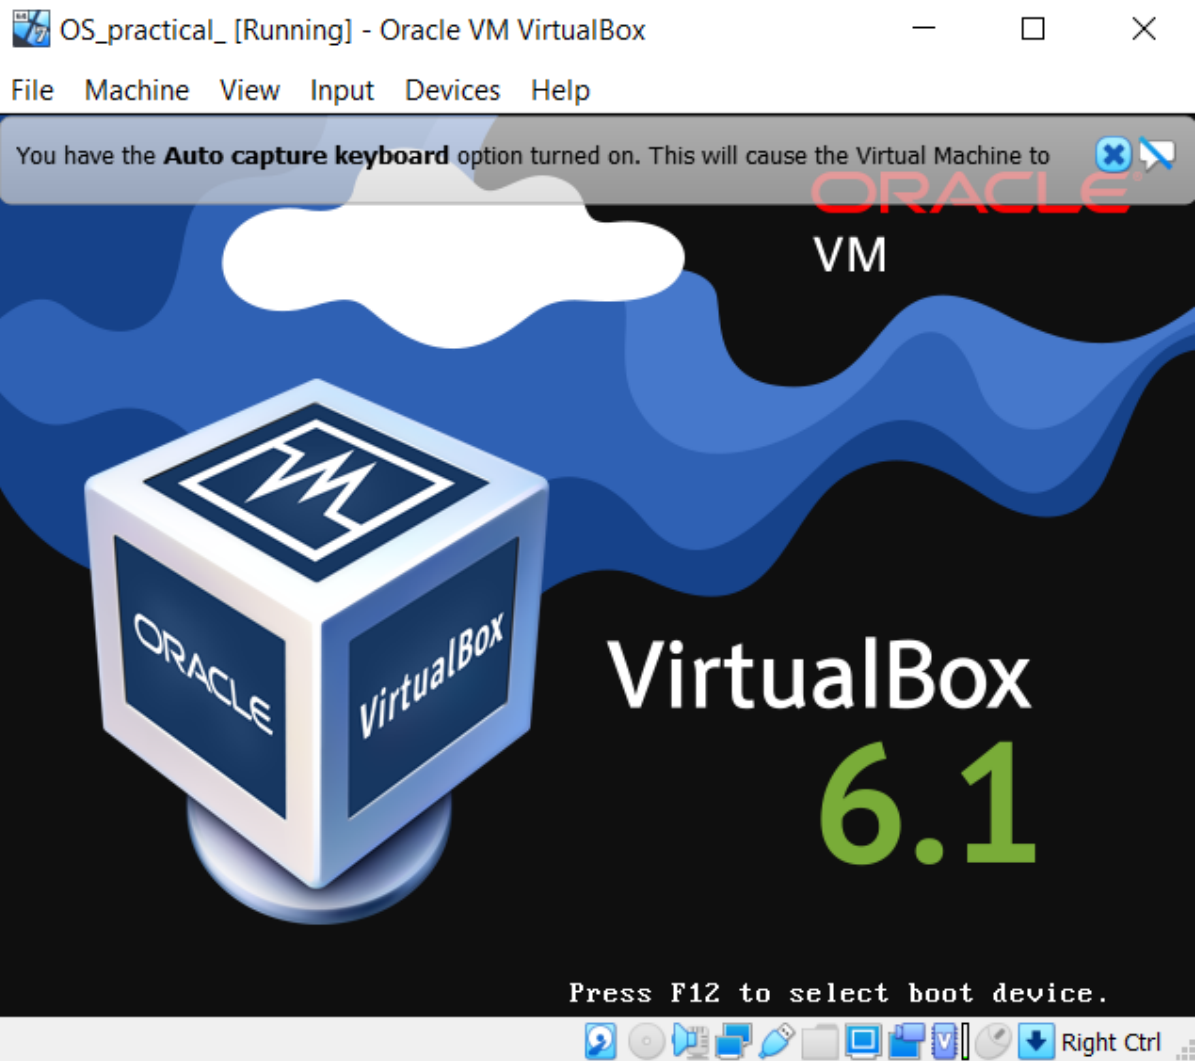 OS_practical_ [Running] - Oracle VM VirtualBox
File Machine View Input Devices Help
You have the Auto capture keyboard option turned on. This will cause the Virtual Machine to
ORACLE®
VM
ORACLE
VirtualBox
VirtualBox
6.1
Press F12 to select boot device.
Right Ctrl